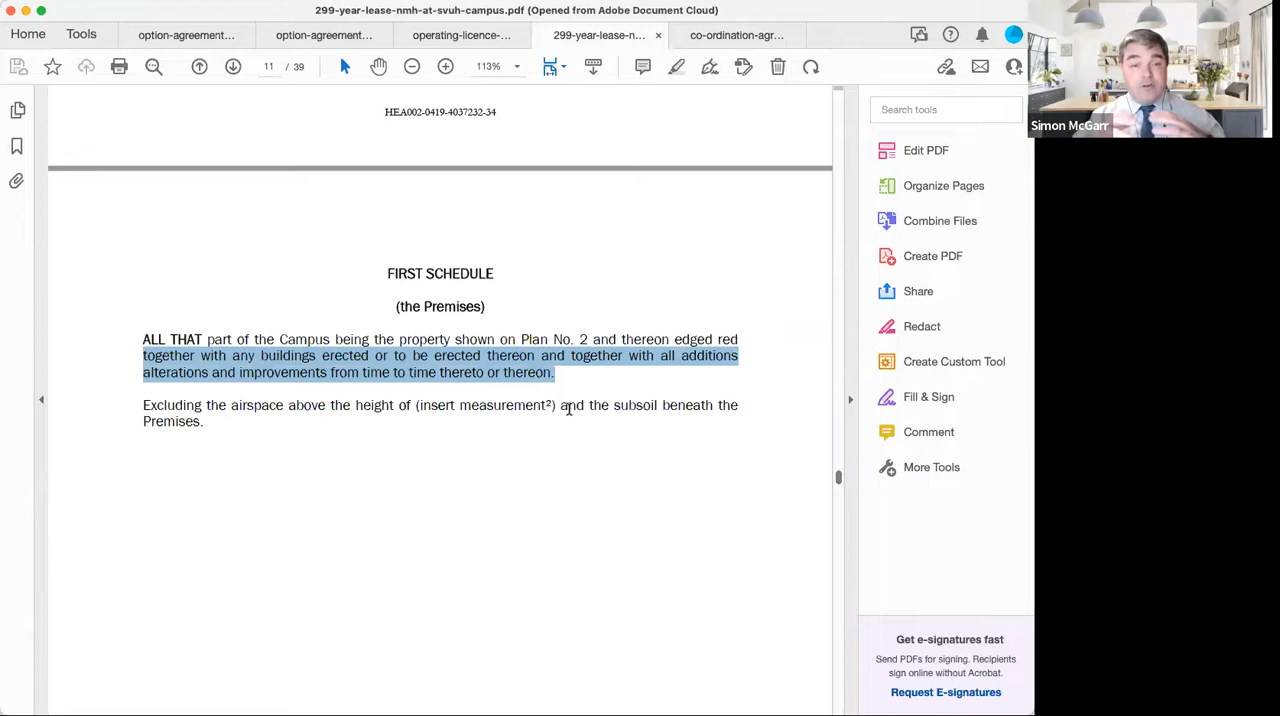 299-year-lease-nmh-at-svuh-campus.pdf (Opened from Adobe Document Cloud)
Home Tools option-agreement... option-agreement... operating-licence-... 299-year-lease-n... × co-ordination-agr...
11 / 39 113%
Simon McGarr
HEA002-0419-4037232-34
FIRST SCHEDULE
(the Premises)
ALL THAT part of the Campus being the property shown on Plan No. 2 and thereon edged red
together with any buildings erected or to be erected thereon and together with all additions
alterations and improvements from time to time thereto or thereon.
Excluding the airspace above the height of (insert measurement²) and the subsoil beneath the
Premises.
Search tools
Edit PDF
Organize Pages
Combine Files
Create PDF
Share
Redact
Create Custom Tool
Fill & Sign
Comment
More Tools
Get e-signatures fast
Send PDFs for signing. Recipients
sign online without Acrobat.
Request E-signatures